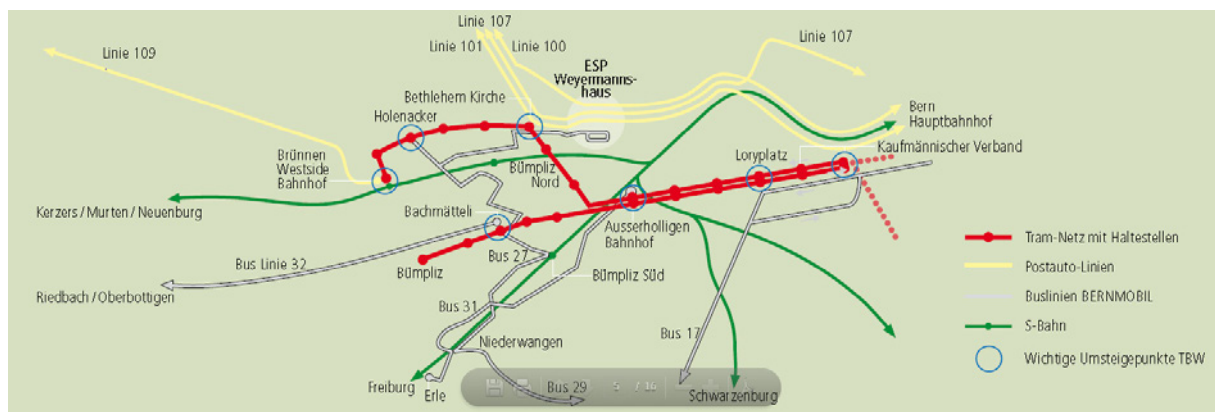 Linie 107
Linie 109
Linie 101
Linie 100
Linie 107
ESP
Weyermanns-
haus
Bethlehem Kirche
Holenacker
Bern
Hauptbahnhof
Kaufmännischer Verband
Loryplatz
Brünnen
Westside
Bahnhof
Bümpliz
Nord
Kerzers / Murten / Neuenburg
Bachmätteli
Ausserholligen
Bahnhof
Bus Linie 32
Bus 27
Bümpliz
Bümpliz Süd
Riedbach / Oberbottigen
Bus 31
Niederwangen
Bus 17
Freiburg
Erle
Bus 29
Schwarzenburg
Tram-Netz mit Haltestellen
Postauto-Linien
Buslinien BERNMOBIL
S-Bahn
Wichtige Umsteigepunkte TBW
5 / 16